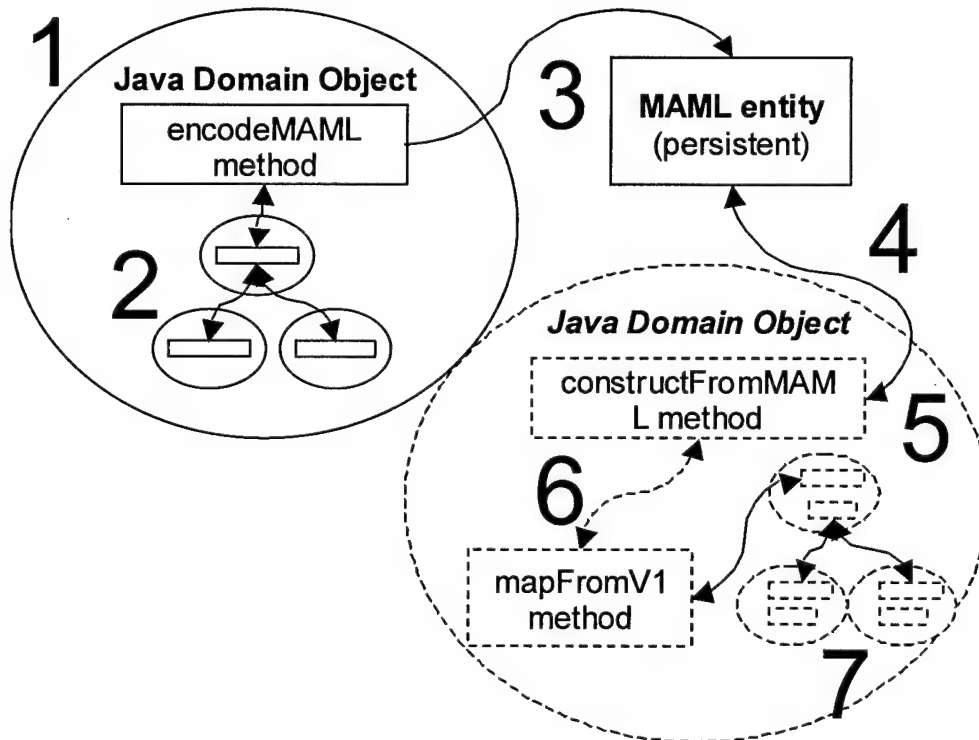 1
Java Domain Object
encodeMAML
method
2
3
MAML entity
(persistent)
4
Java Domain Object
constructFromMAM
L method
5
6
mapFromV1
method
7